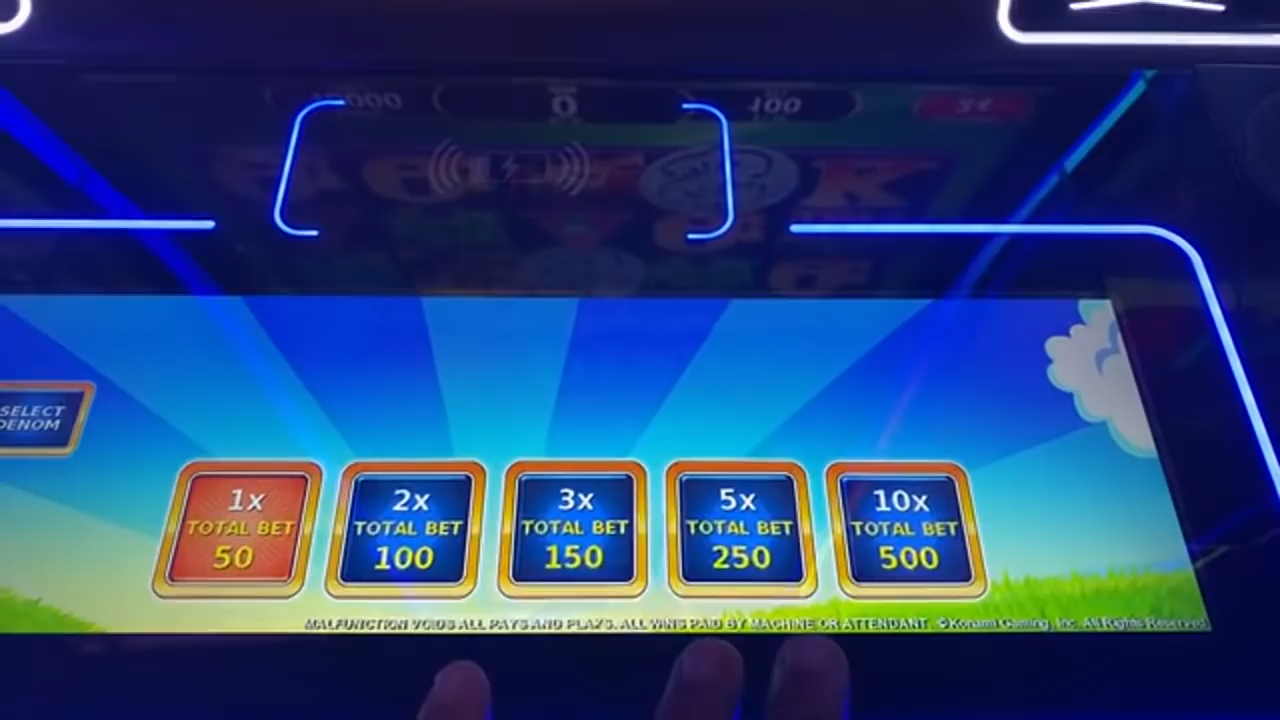 0
100
SELECT
DENOM
1x
TOTAL BET
50
2x
TOTAL BET
100
3x
TOTAL BET
150
5x
TOTAL BET
250
10x
TOTAL BET
500
MALFUNCTION VOIDS ALL PAYS AND PLAYS. ALL WINS PAID BY MACHINE OR ATTENDANT. ©Konami Gaming, Inc. All Rights Reserved.